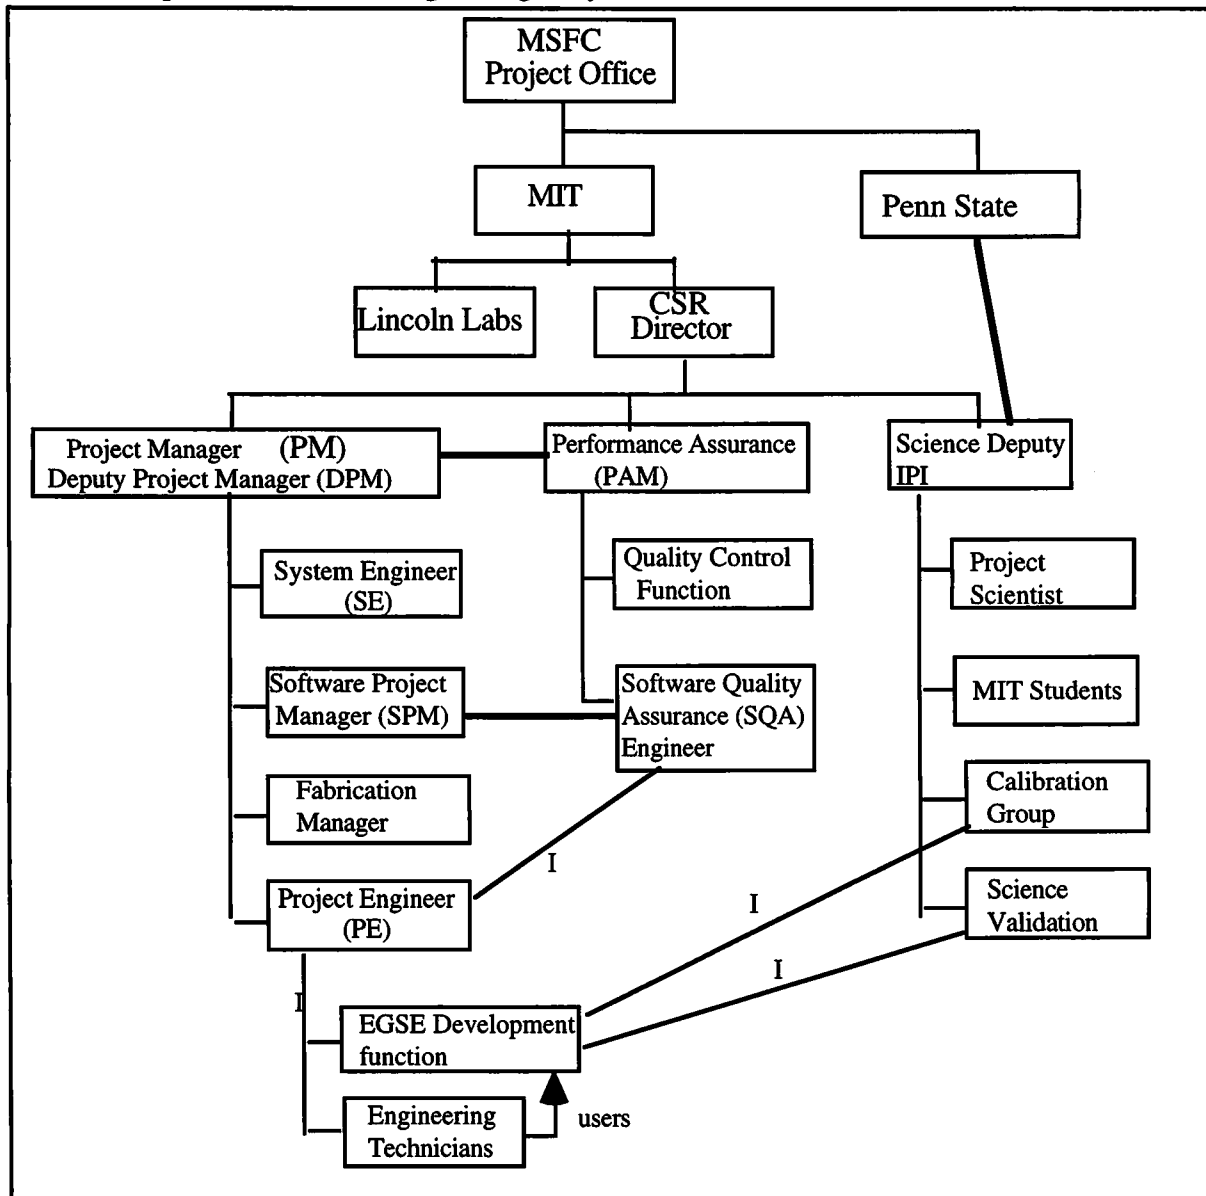 MSFC
Project Office
MIT
Penn State
Lincoln Labs
CSR
Director
Project Manager (PM)
Deputy Project Manager (DPM)
Performance Assurance
(PAM)
Science Deputy
IPI
System Engineer
(SE)
Quality Control
Function
Project
Scientist
Software Project
Manager (SPM)
Software Quality
Assurance (SQA)
Engineer
MIT Students
Fabrication
Manager
Calibration
Group
I
Project Engineer
(PE)
I
Science
Validation
I
I
EGSE Development
function
Engineering
Technicians
users